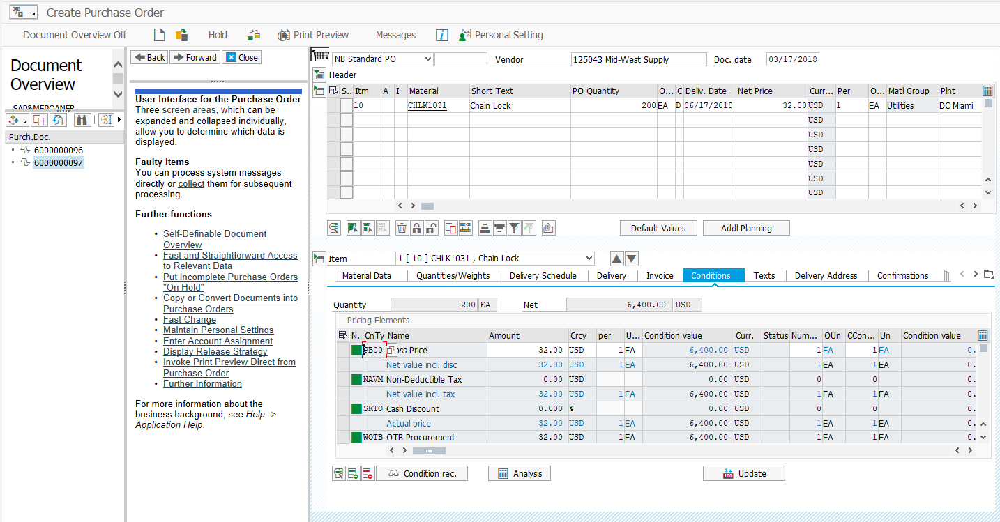 Create Purchase Order
Document Overview Off Hold Print Preview Messages Personal Setting
Document
Overview
Purch.Doc.
6000000096
6000000097
Back Forward Close
User Interface for the Purchase Order
Three screen areas, which can be
expanded and collapsed individually,
allow you to determine which data is
displayed.
Faulty items
You can process system messages
directly or collect them for subsequent
processing.
Further functions
• Self-Definable Document
Overview
• Fast and Straightforward Access
to Relevant Data
• Put Incomplete Purchase Orders
"On Hold"
• Copy or Convert Documents into
Purchase Orders
• Fast Change
• Maintain Personal Settings
• Enter Account Assignment
• Display Release Strategy
• Invoke Print Preview Direct from
Purchase Order
• Further Information
For more information about the
business background, see Help ->
Application Help.
NB Standard PO Vendor 125043 Mid-West Supply Doc. date 03/17/2018
Header
S.. Itm A I Material Short Text PO Quantity O... C Deliv. Date Net Price Curr... Per O... Matl Group Plnt
10 CHLK1031 Chain Lock 200 EA D 06/17/2018 32.00 USD 1 EA Utilities DC Miami
USD
USD
USD
USD
USD
USD
Default Values Addl Planning
Item 1 [ 10 ] CHLK1031 , Chain Lock
Material Data Quantities/Weights Delivery Schedule Delivery Invoice Conditions Texts Delivery Address Confirmations
Quantity 200 EA Net 6,400.00 USD
Pricing Elements
N.. CnTy Name Amount Crcy per U... Condition value Curr. Status Num... OUn CCon... Un Condition value
PB00 oss Price 32.00 USD 1 EA 6,400.00 USD 1 EA 1 EA 0.
Net value incl. disc 32.00 USD 1 EA 6,400.00 USD 1 EA 1 EA 0.
NAVM Non-Deductible Tax 0.00 USD 0.00 USD 0 0 0.
Net value incl. tax 32.00 USD 1 EA 6,400.00 USD 1 EA 1 EA 0.
SKTO Cash Discount 0.000 % 0.00 USD 0 0 0.
Actual price 32.00 USD 1 EA 6,400.00 USD 1 EA 1 EA 0.
WOTB OTB Procurement 32.00 USD 1 EA 6,400.00 USD 1 EA 1 EA 0.
Condition rec. Analysis Update